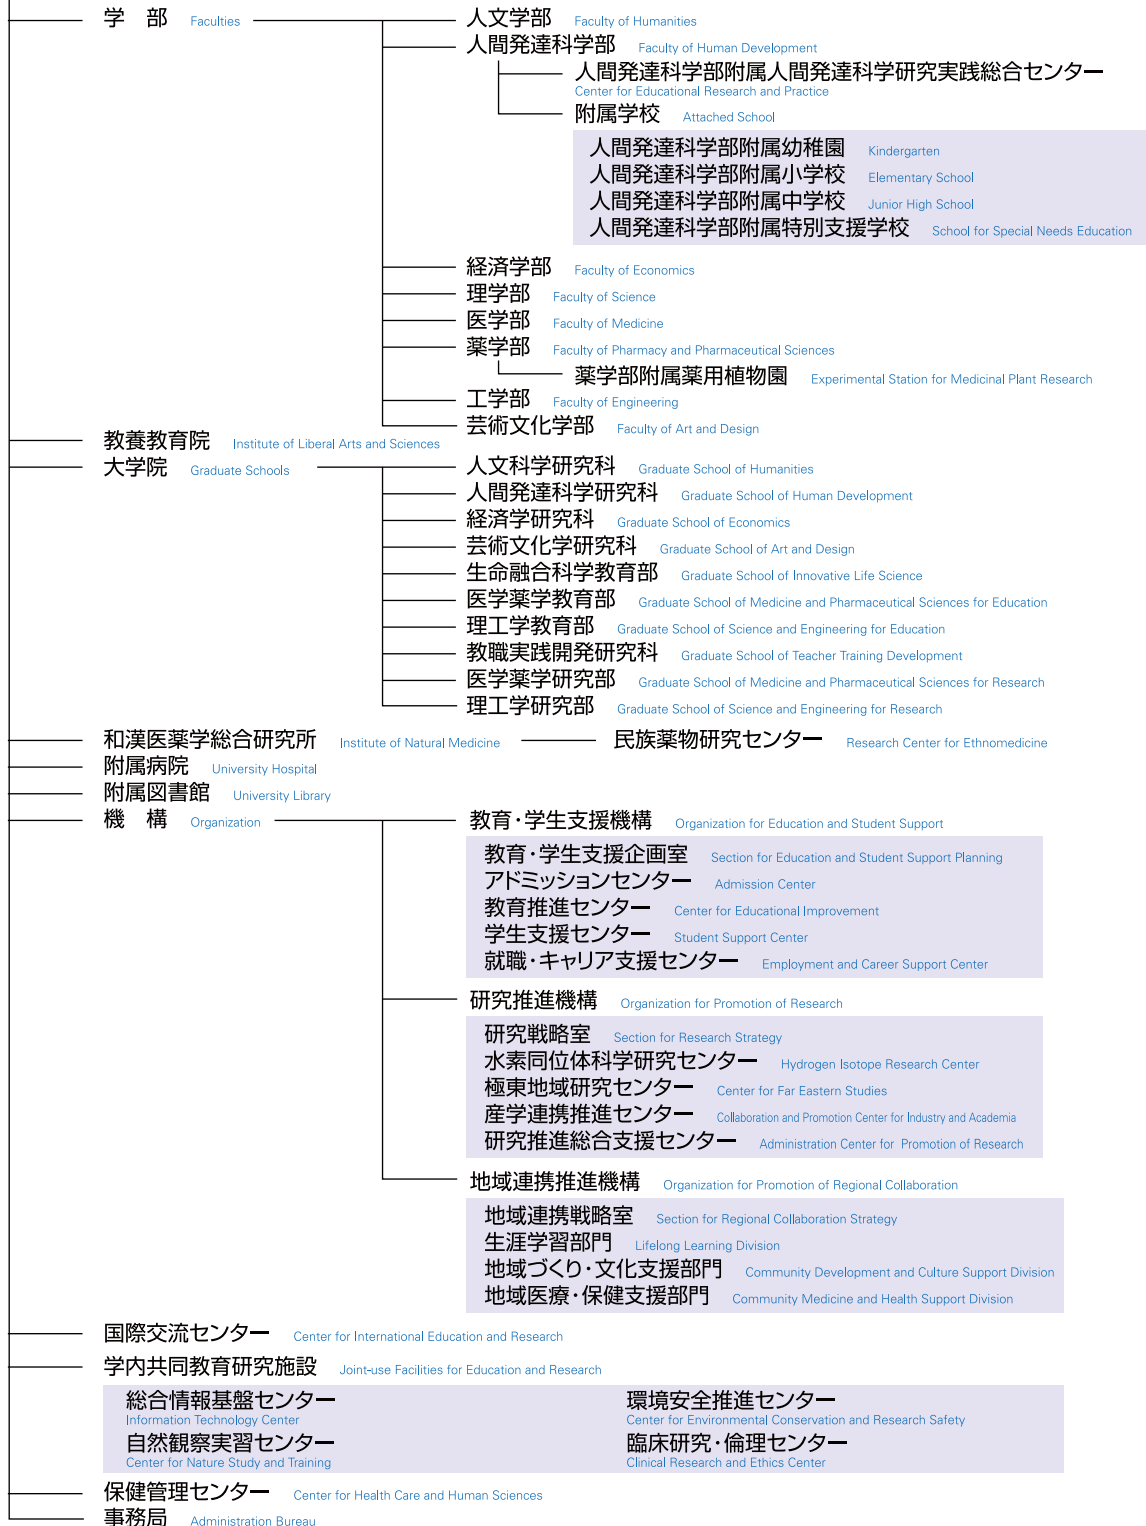 学 部 Faculties
人文学部 Faculty of Humanities
人間発達科学部 Faculty of Human Development
人間発達科学部附属人間発達科学研究実践総合センター
Center for Educational Research and Practice
附属学校 Attached School
人間発達科学部附属幼稚園 Kindergarten
人間発達科学部附属小学校 Elementary School
人間発達科学部附属中学校 Junior High School
人間発達科学部附属特別支援学校 School for Special Needs Education
経済学部 Faculty of Economics
理学部 Faculty of Science
医学部 Faculty of Medicine
薬学部 Faculty of Pharmacy and Pharmaceutical Sciences
薬学部附属薬用植物園 Experimental Station for Medicinal Plant Research
工学部 Faculty of Engineering
芸術文化学部 Faculty of Art and Design
教養教育院 Institute of Liberal Arts and Sciences
大学院 Graduate Schools
人文科学研究科 Graduate School of Humanities
人間発達科学研究科 Graduate School of Human Development
経済学研究科 Graduate School of Economics
芸術文化学研究科 Graduate School of Art and Design
生命融合科学教育部 Graduate School of Innovative Life Science
医学薬学教育部 Graduate School of Medicine and Pharmaceutical Sciences for Education
理工学教育部 Graduate School of Science and Engineering for Education
教職実践開発研究科 Graduate School of Teacher Training Development
医学薬学研究部 Graduate School of Medicine and Pharmaceutical Sciences for Research
理工学研究部 Graduate School of Science and Engineering for Research
和漢医薬学総合研究所 Institute of Natural Medicine
民族薬物研究センター Research Center for Ethnomedicine
附属病院 University Hospital
附属図書館 University Library
機 構 Organization
教育・学生支援機構 Organization for Education and Student Support
教育・学生支援企画室 Section for Education and Student Support Planning
アドミッションセンター Admission Center
教育推進センター Center for Educational Improvement
学生支援センター Student Support Center
就職・キャリア支援センター Employment and Career Support Center
研究推進機構 Organization for Promotion of Research
研究戦略室 Section for Research Strategy
水素同位体科学研究センター Hydrogen Isotope Research Center
極東地域研究センター Center for Far Eastern Studies
産学連携推進センター Collaboration and Promotion Center for Industry and Academia
研究推進総合支援センター Administration Center for Promotion of Research
地域連携推進機構 Organization for Promotion of Regional Collaboration
地域連携戦略室 Section for Regional Collaboration Strategy
生涯学習部門 Lifelong Learning Division
地域づくり・文化支援部門 Community Development and Culture Support Division
地域医療・保健支援部門 Community Medicine and Health Support Division
国際交流センター Center for International Education and Research
学内共同教育研究施設 Joint-use Facilities for Education and Research
総合情報基盤センター
Information Technology Center
環境安全推進センター
Center for Environmental Conservation and Research Safety
自然観察実習センター
Center for Nature Study and Training
臨床研究・倫理センター
Clinical Research and Ethics Center
保健管理センター Center for Health Care and Human Sciences
事務局 Administration Bureau